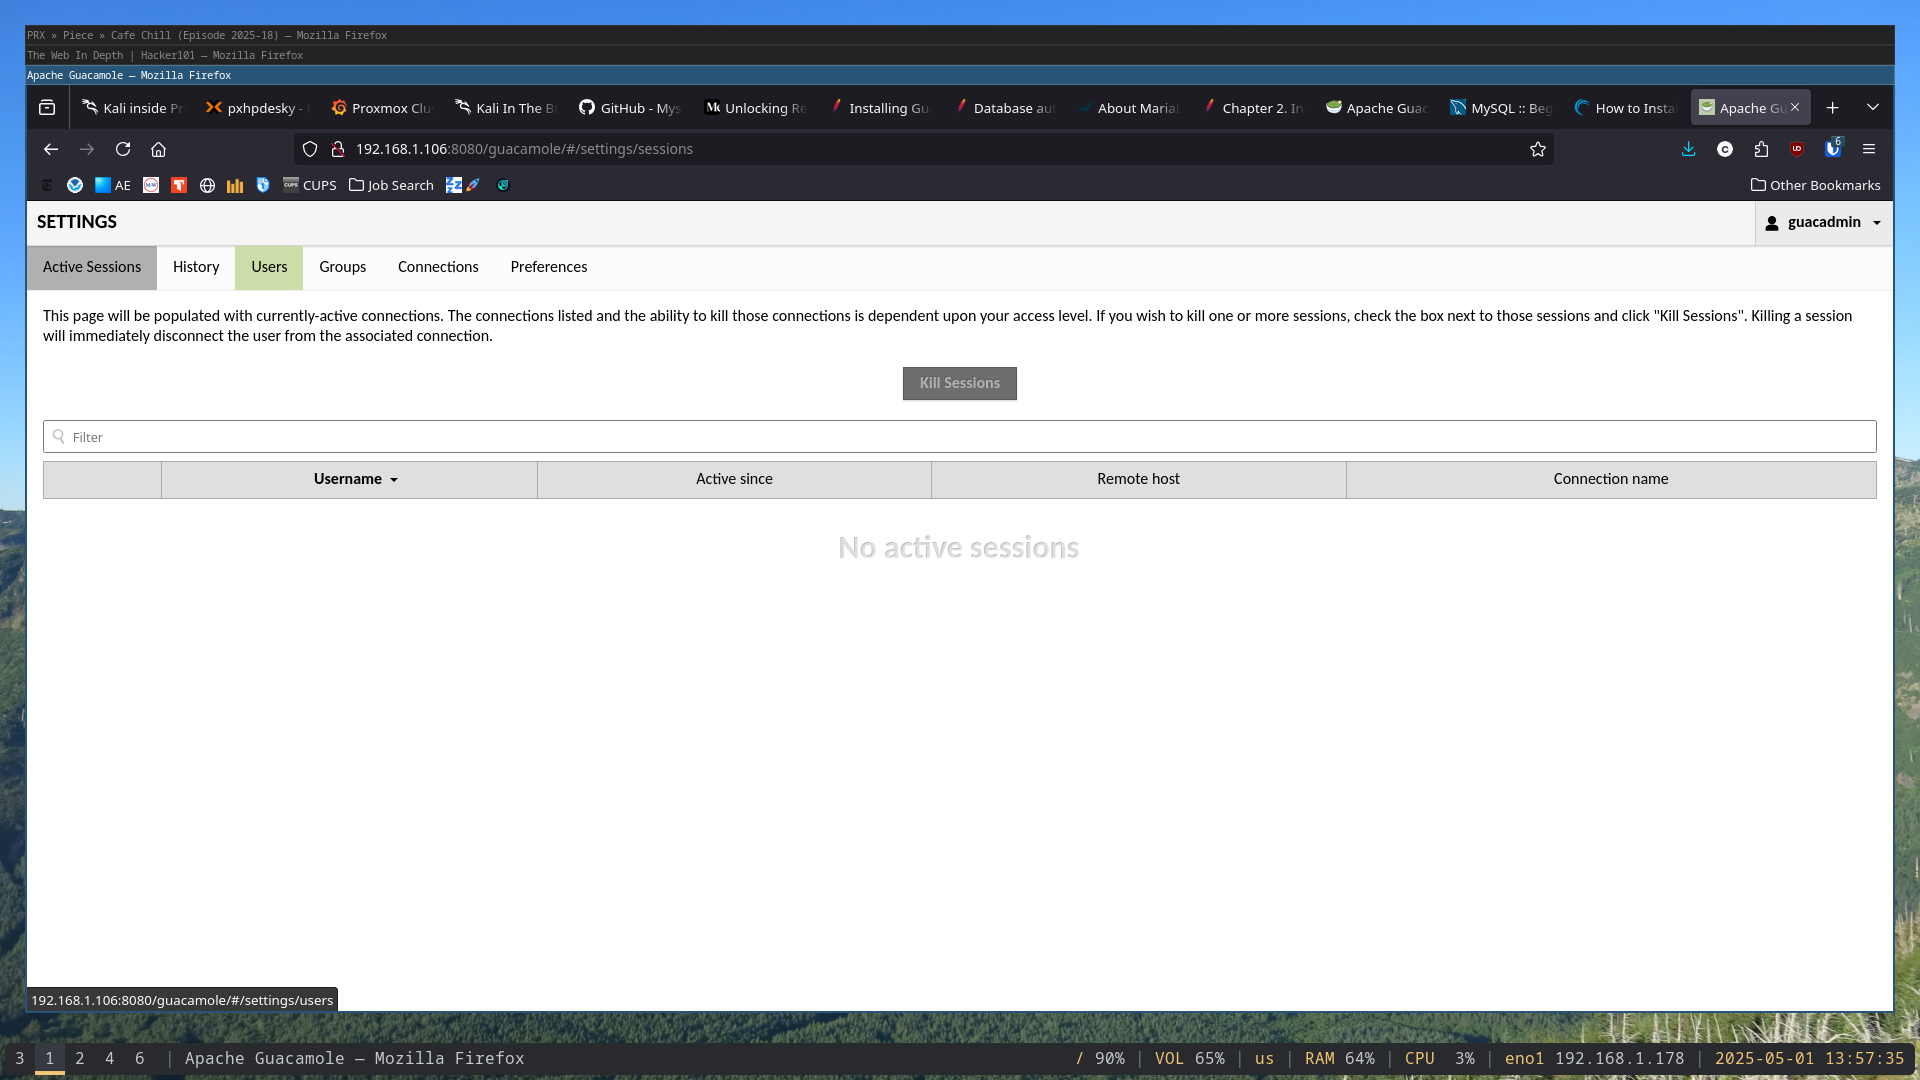 PRX » Piece » Cafe Chill (Episode 2025-18) — Mozilla Firefox
The Web In Depth | Hacker101 — Mozilla Firefox
Apache Guacamole — Mozilla Firefox
Kali inside Pr
pxhpdesky -
Proxmox Clu
Kali In The Br
GitHub - Mys
Unlocking Re
Installing Gu
Database aut
About Maria
Chapter 2. In
Apache Guac
MySQL :: Beg
How to Insta
Apache Gu
192.168.1.106:8080/guacamole/#/settings/sessions
6
AE
CUPS
Job Search
Other Bookmarks
SETTINGS
guacadmin
Active Sessions
History
Users
Groups
Connections
Preferences
This page will be populated with currently-active connections. The connections listed and the ability to kill those connections is dependent upon your access level. If you wish to kill one or more sessions, check the box next to those sessions and click "Kill Sessions". Killing a session
will immediately disconnect the user from the associated connection.
Kill Sessions
Filter
Username
Active since
Remote host
Connection name
No active sessions
192.168.1.106:8080/guacamole/#/settings/users
3 1 2 4 6 | Apache Guacamole — Mozilla Firefox
/ 90% | VOL 65% | us | RAM 64% | CPU 3% | eno1 192.168.1.178 | 2025-05-01 13:57:35